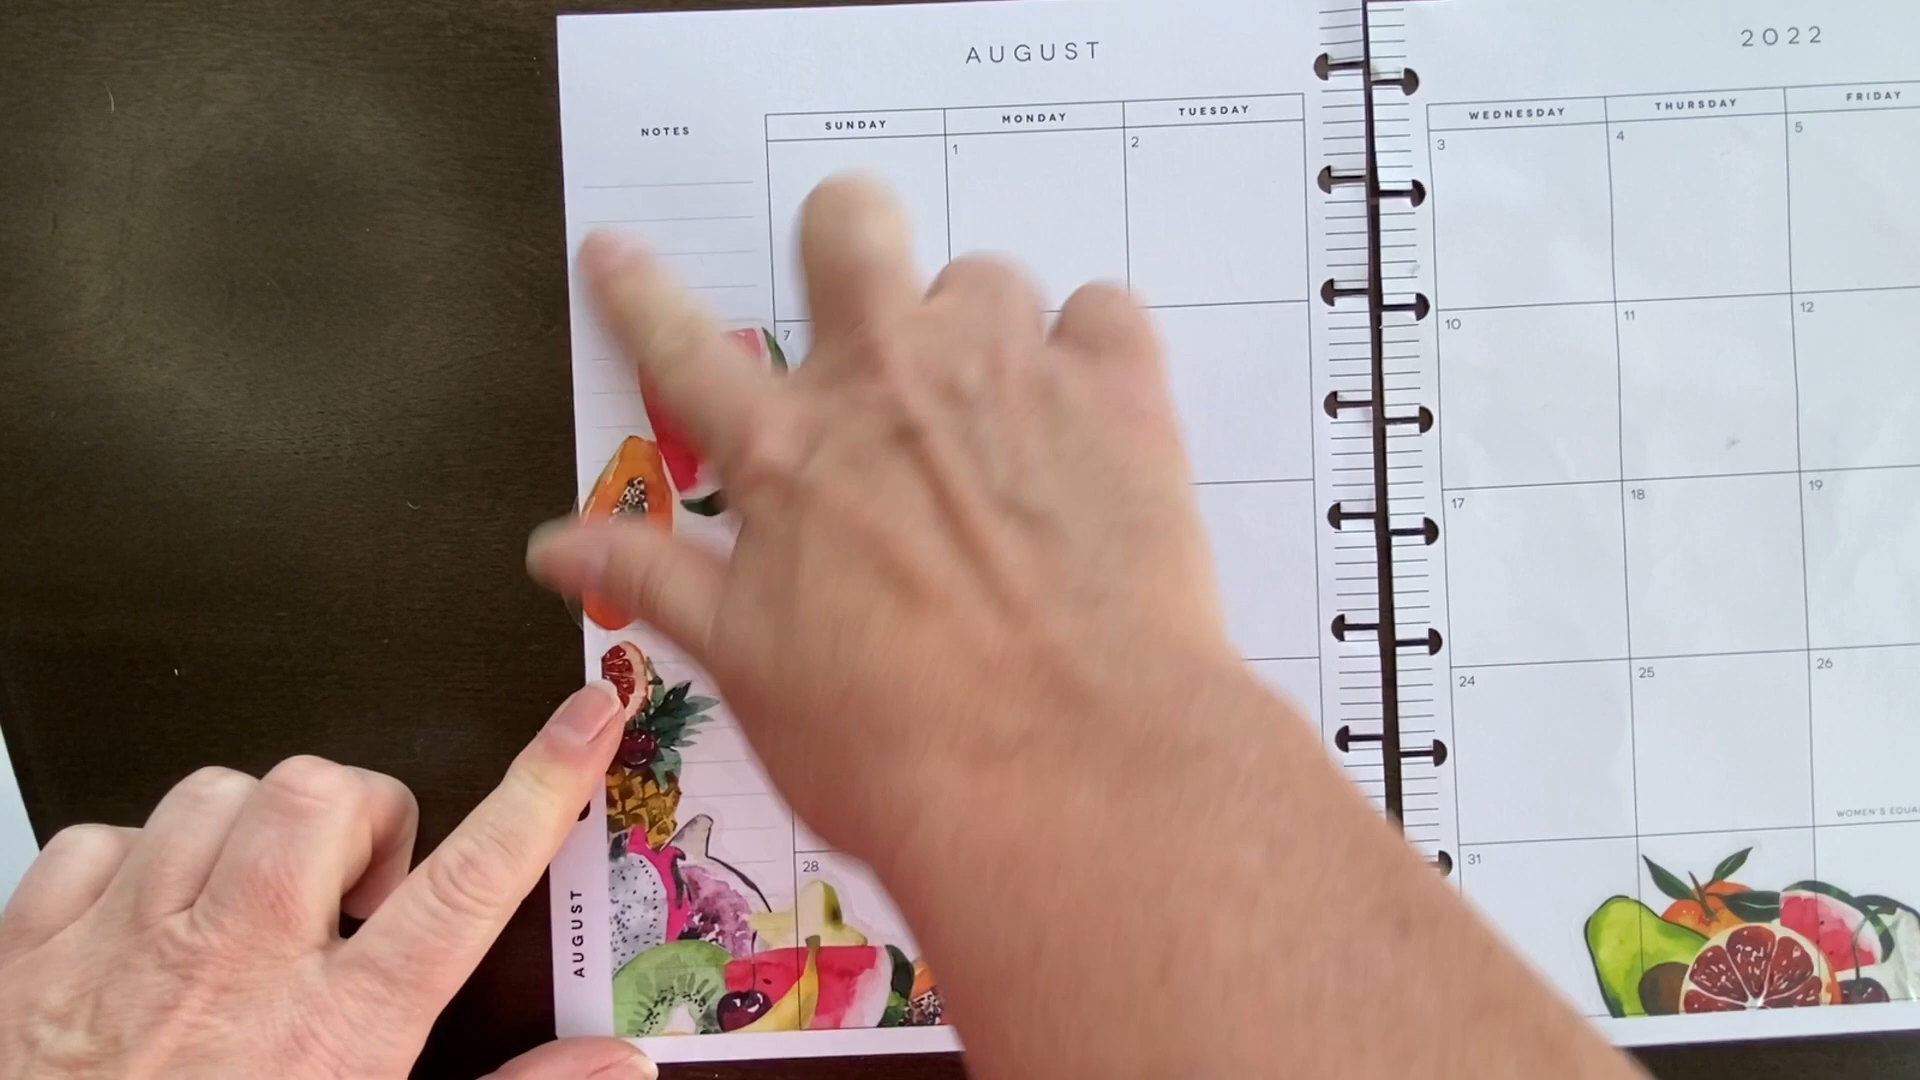 AUGUST
2022
NOTES
SUNDAY MONDAY TUESDAY
WEDNESDAY THURSDAY FRIDAY
1 2
3 4 5
7
10 11 12
17 18 19
24 25 26
WOMEN'S
28
31
AUGUST